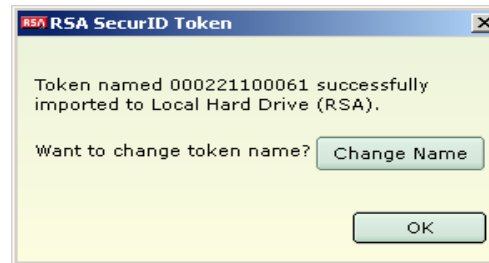 RSA RSA SecurID Token
Token named 000221100061 successfully
imported to Local Hard Drive (RSA).
Want to change token name? Change Name
OK